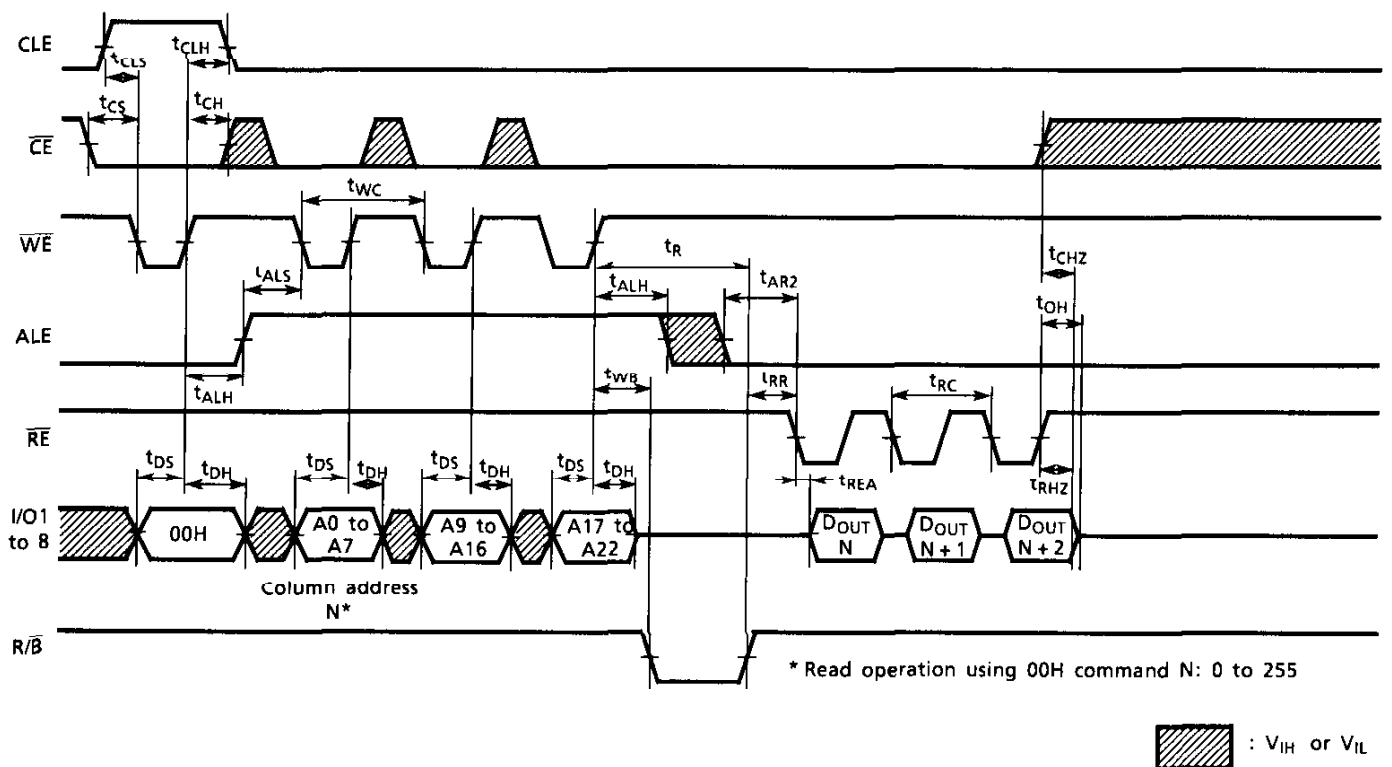 CLE
tCLS
tCLH
tCS
tCH
CE
tWC
WE
tALS
tR
tALH
tAR2
tCHZ
tOH
ALE
tALH
tWB
tRR
tRC
RE
tDS
tDH
tDS
tDH
tDS
tDH
tDS
tDH
tREA
tRHZ
I/O1
to 8
00H
A0 to
A7
A9 to
A16
A17 to
A22
DOUT
N
DOUT
N + 1
DOUT
N + 2
Column address
N*
R/B
* Read operation using 00H command N: 0 to 255
: VIH or VIL